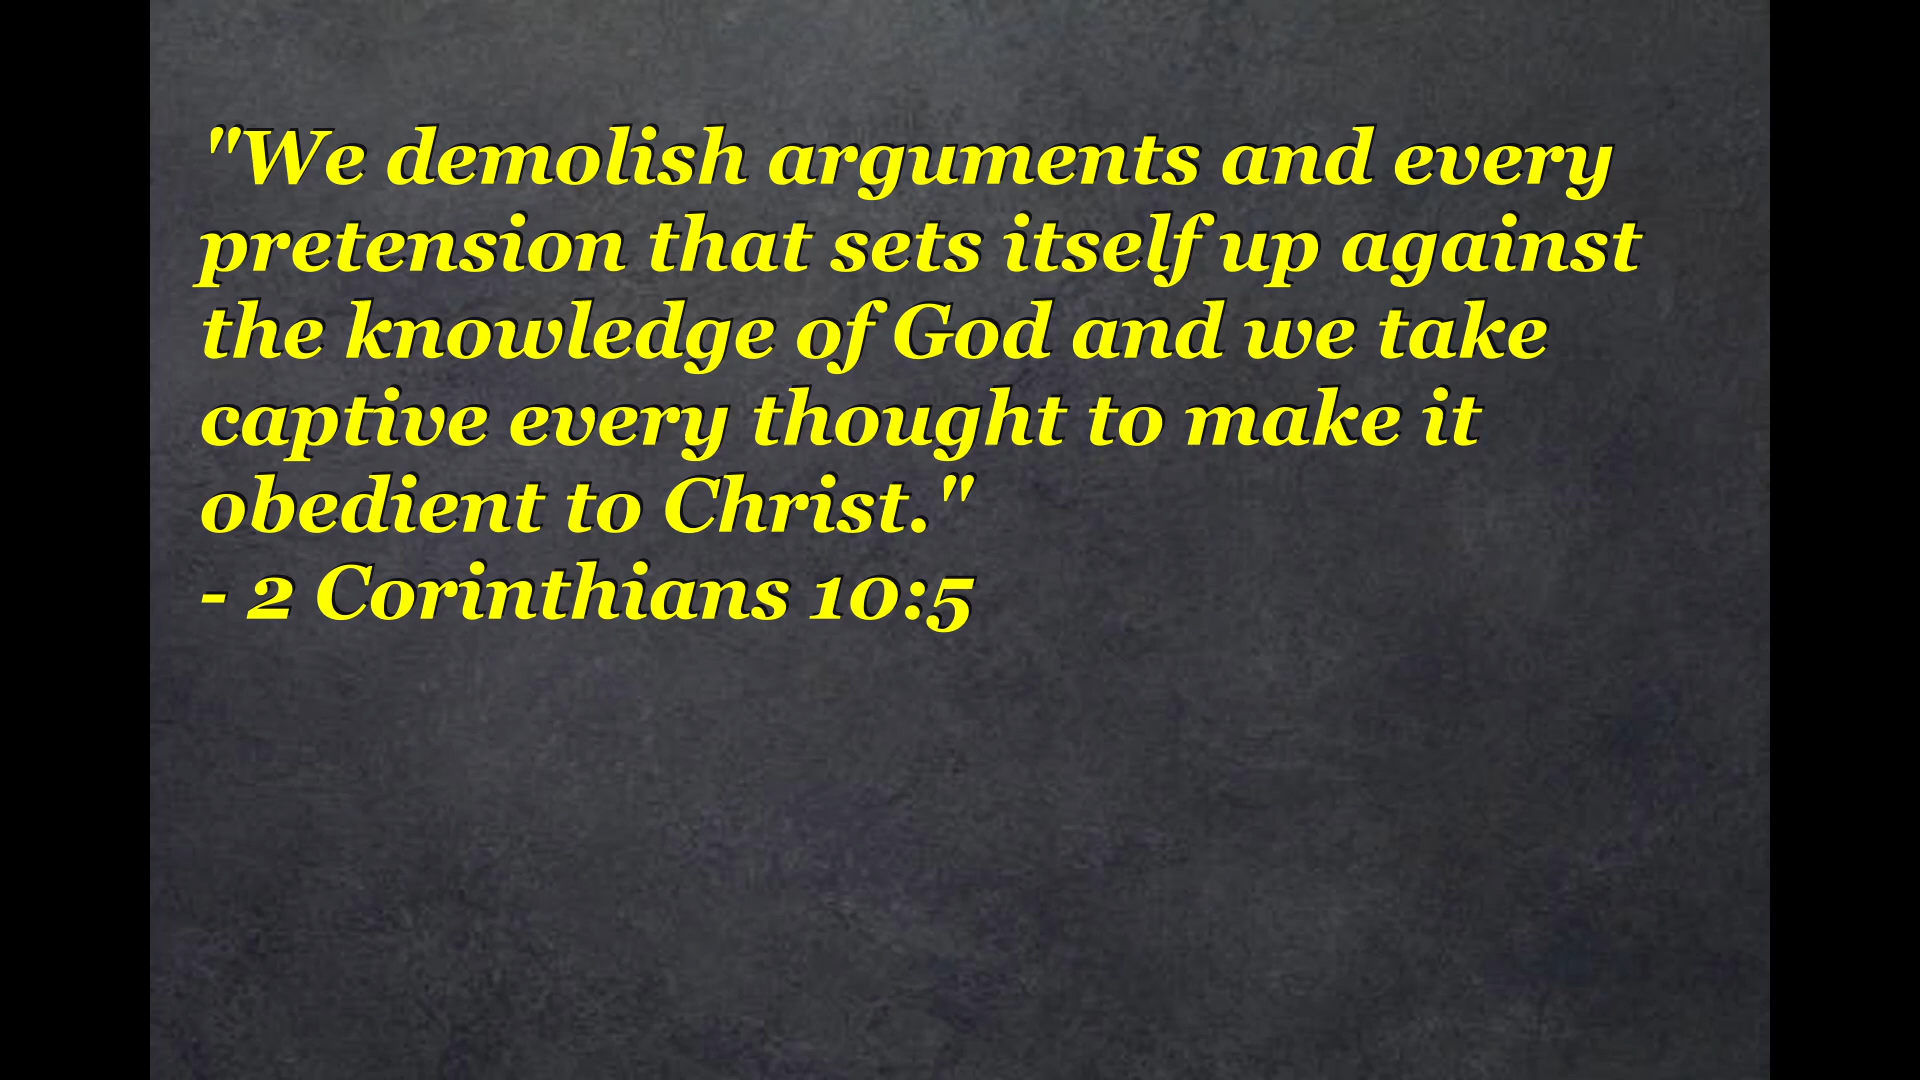 "We demolish arguments and every
pretension that sets itself up against
the knowledge of God and we take
captive every thought to make it
obedient to Christ."
- 2 Corinthians 10:5